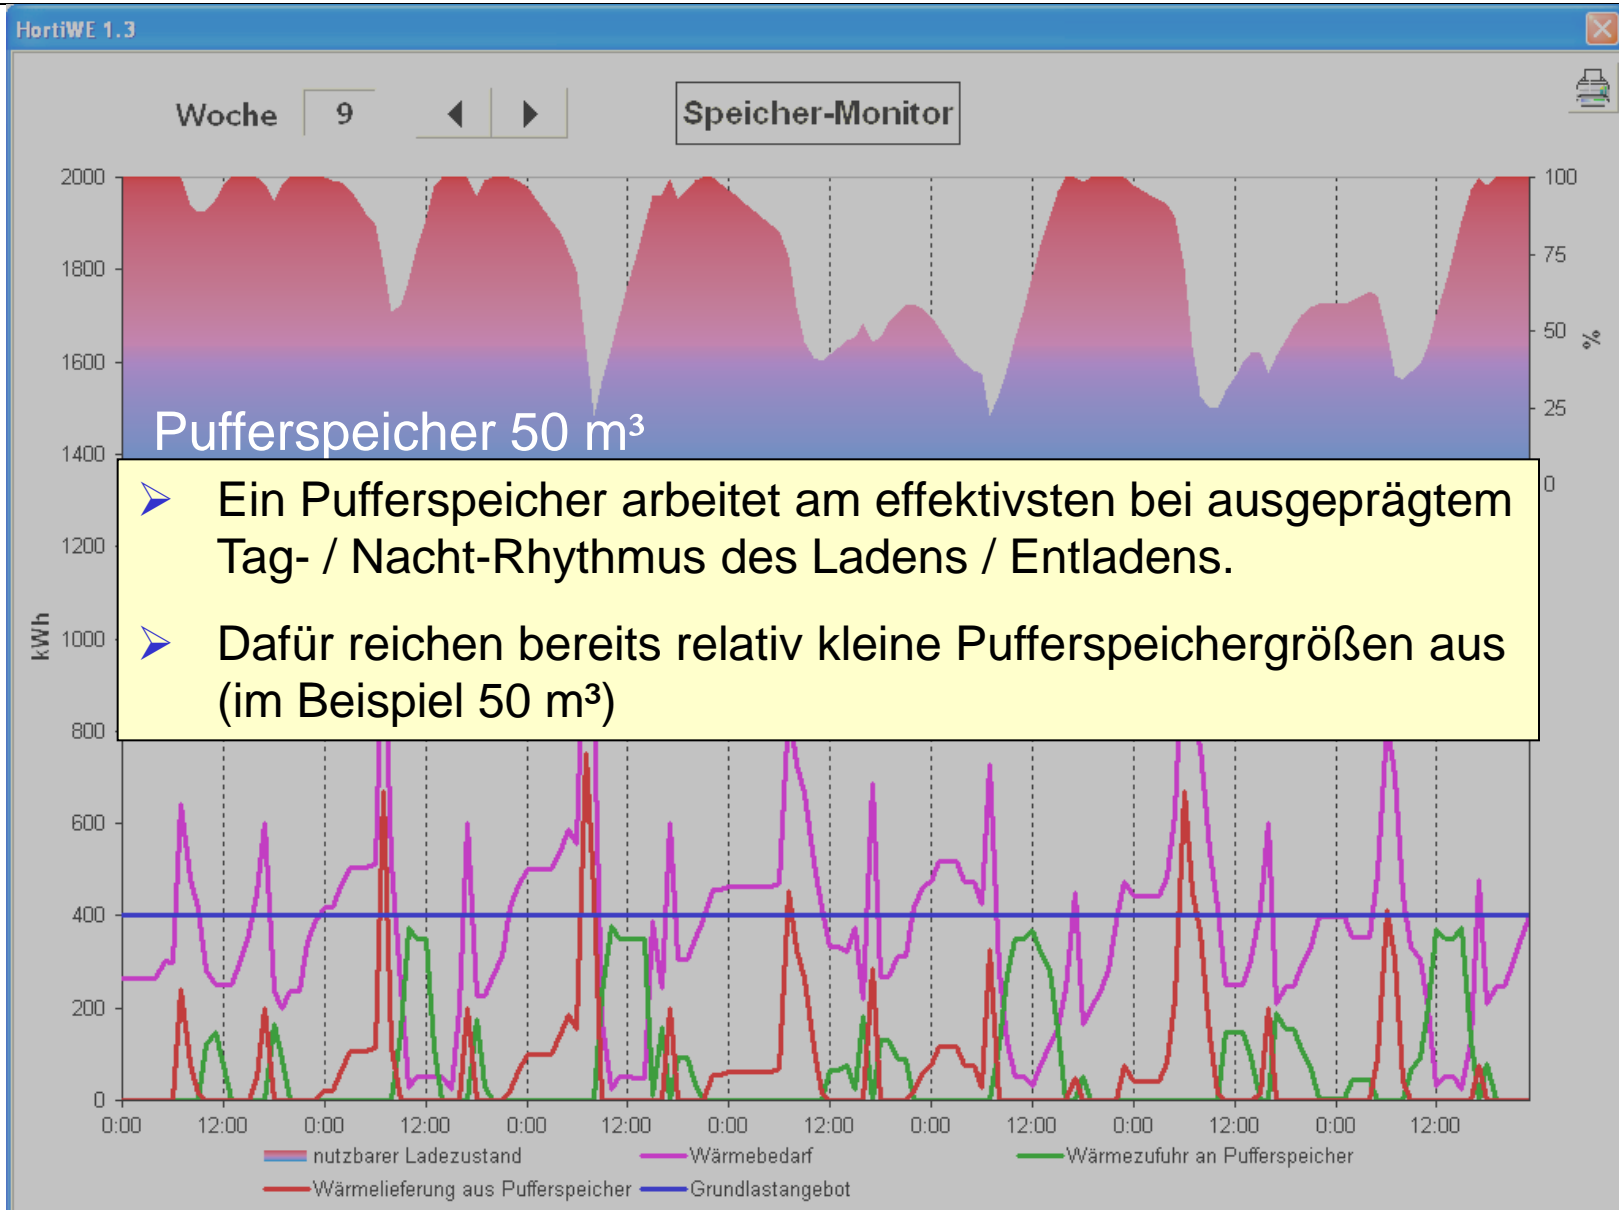 HortiWE 1.3
Woche 9
Speicher-Monitor
2000
1800
1600
1400
1200
1000
800
600
400
200
0
kWh
100
75
50
25
0
%
Pufferspeicher 50 m³
Ein Pufferspeicher arbeitet am effektivsten bei ausgeprägtem
Tag- / Nacht-Rhythmus des Ladens / Entladens.
Dafür reichen bereits relativ kleine Pufferspeichergrößen aus
(im Beispiel 50 m³)
0:00 12:00 0:00 12:00 0:00 12:00 0:00 12:00 0:00 12:00 0:00 12:00 0:00 12:00
nutzbarer Ladezustand Wärmebedarf Wärmezufuhr an Pufferspeicher
Wärmelieferung aus Pufferspeicher Grundlastangebot